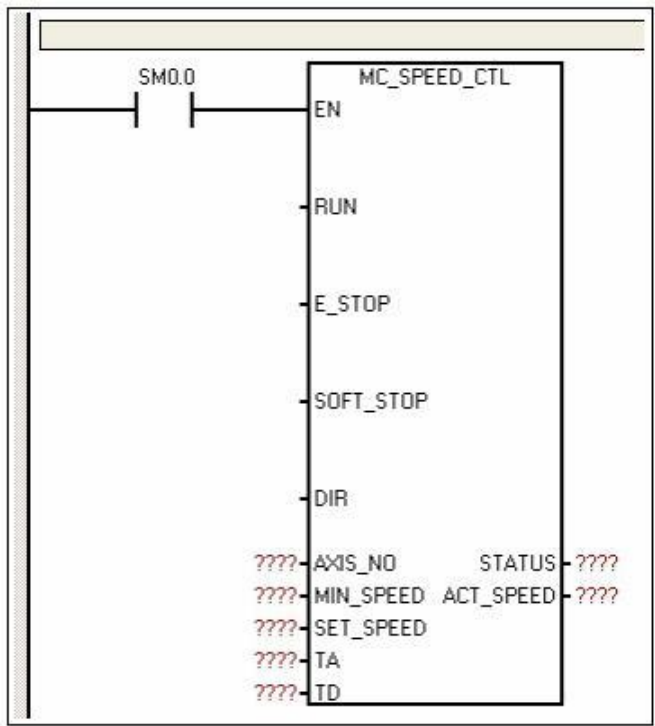 SM0.0 MC_SPEED_CTL
EN
RUN
E_STOP
SOFT_STOP
DIR
???? AXIS_NO STATUS ????
???? MIN_SPEED ACT_SPEED ????
???? SET_SPEED
???? TA
???? TD